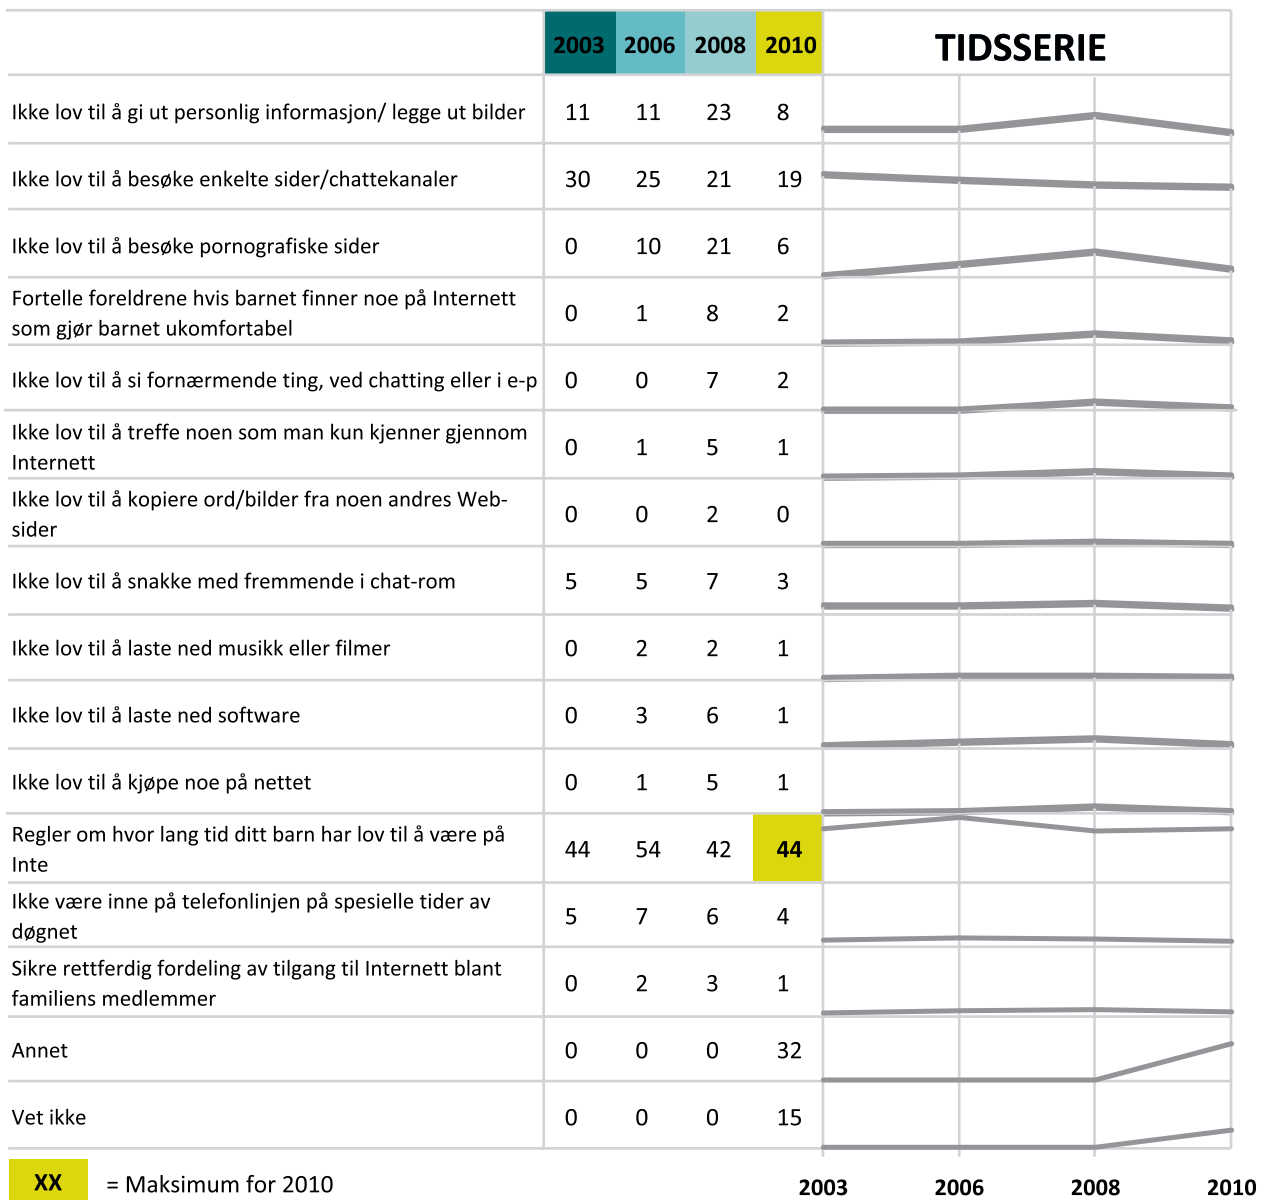 2003 2006 2008 2010 TIDSSERIE
Ikke lov til å gi ut personlig informasjon/ legge ut bilder 11 11 23 8
Ikke lov til å besøke enkelte sider/chattekanaler 30 25 21 19
Ikke lov til å besøke pornografiske sider 0 10 21 6
Fortelle foreldrene hvis barnet finner noe på Internett
som gjør barnet ukomfortabel 0 1 8 2
Ikke lov til å si fornærmende ting, ved chatting eller i e-p 0 0 7 2
Ikke lov til å treffe noen som man kun kjenner gjennom
Internett 0 1 5 1
Ikke lov til å kopiere ord/bilder fra noen andres Web-
sider 0 0 2 0
Ikke lov til å snakke med fremmende i chat-rom 5 5 7 3
Ikke lov til å laste ned musikk eller filmer 0 2 2 1
Ikke lov til å laste ned software 0 3 6 1
Ikke lov til å kjøpe noe på nettet 0 1 5 1
Regler om hvor lang tid ditt barn har lov til å være på
Inte 44 54 42 44
Ikke være inne på telefonlinjen på spesielle tider av
døgnet 5 7 6 4
Sikre rettferdig fordeling av tilgang til Internett blant
familiens medlemmer 0 2 3 1
Annet 0 0 0 32
Vet ikke 0 0 0 15
XX = Maksimum for 2010
2003 2006 2008 2010